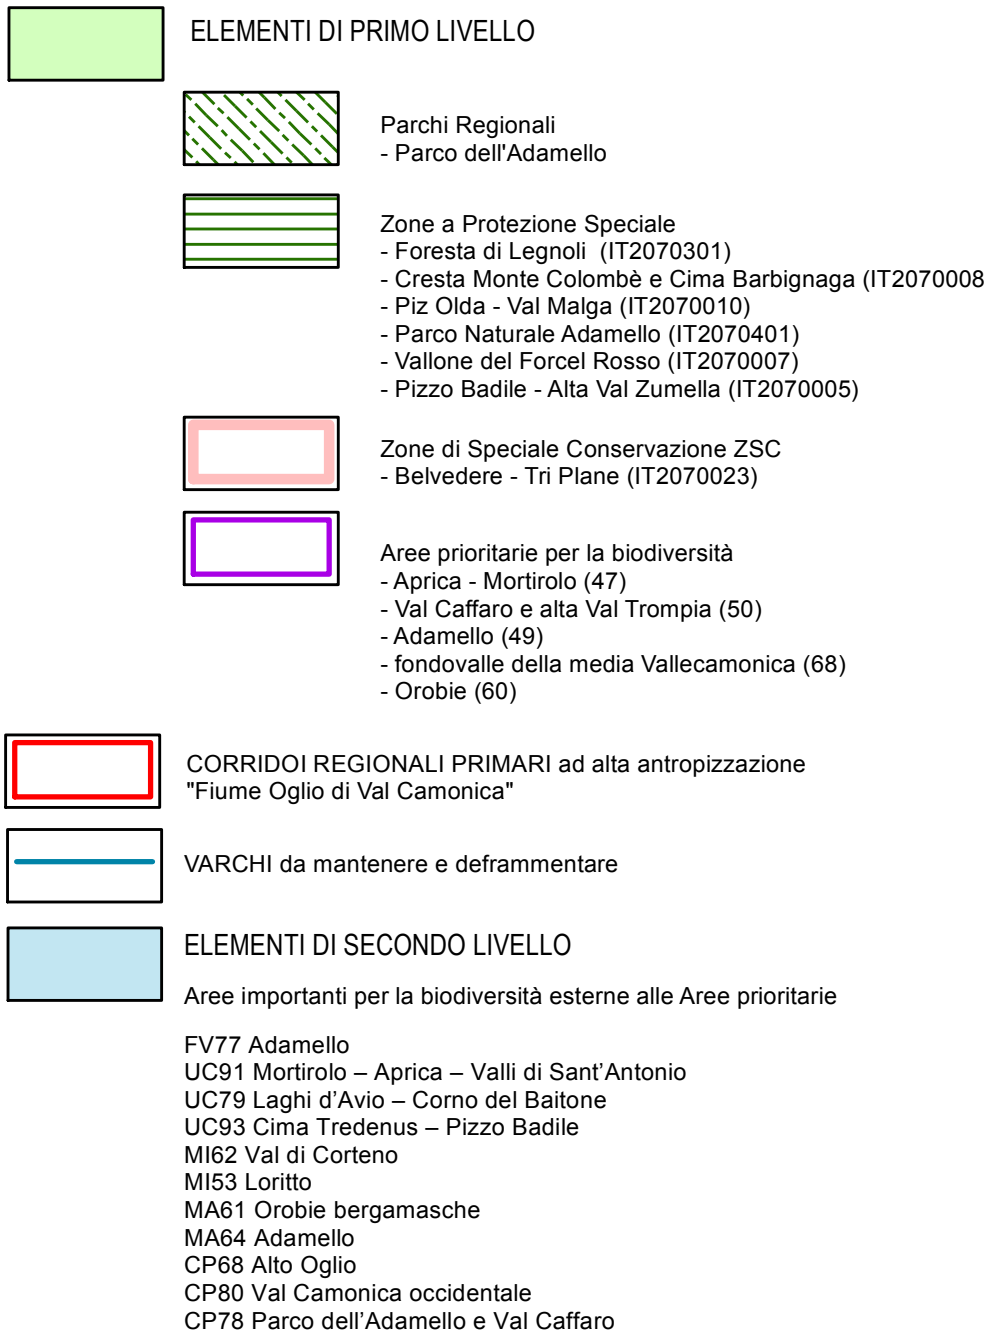 ELEMENTI DI PRIMO LIVELLO
Parchi Regionali
- Parco dell'Adamello
Zone a Protezione Speciale
- Foresta di Legnoli (IT2070301)
- Cresta Monte Colombè e Cima Barbignaga (IT2070008
- Piz Olda - Val Malga (IT2070010)
- Parco Naturale Adamello (IT2070401)
- Vallone del Forcel Rosso (IT2070007)
- Pizzo Badile - Alta Val Zumella (IT2070005)
Zone di Speciale Conservazione ZSC
- Belvedere - Tri Plane (IT2070023)
Aree prioritarie per la biodiversità
- Aprica - Mortirolo (47)
- Val Caffaro e alta Val Trompia (50)
- Adamello (49)
- fondovalle della media Vallecamonica (68)
- Orobie (60)
CORRIDOI REGIONALI PRIMARI ad alta antropizzazione
"Fiume Oglio di Val Camonica"
VARCHI da mantenere e deframmentare
ELEMENTI DI SECONDO LIVELLO
Aree importanti per la biodiversità esterne alle Aree prioritarie
FV77 Adamello
UC91 Mortirolo – Aprica – Valli di Sant’Antonio
UC79 Laghi d’Avio – Corno del Baitone
UC93 Cima Tredenus – Pizzo Badile
MI62 Val di Corteno
MI53 Loritto
MA61 Orobie bergamasche
MA64 Adamello
CP68 Alto Oglio
CP80 Val Camonica occidentale
CP78 Parco dell’Adamello e Val Caffaro